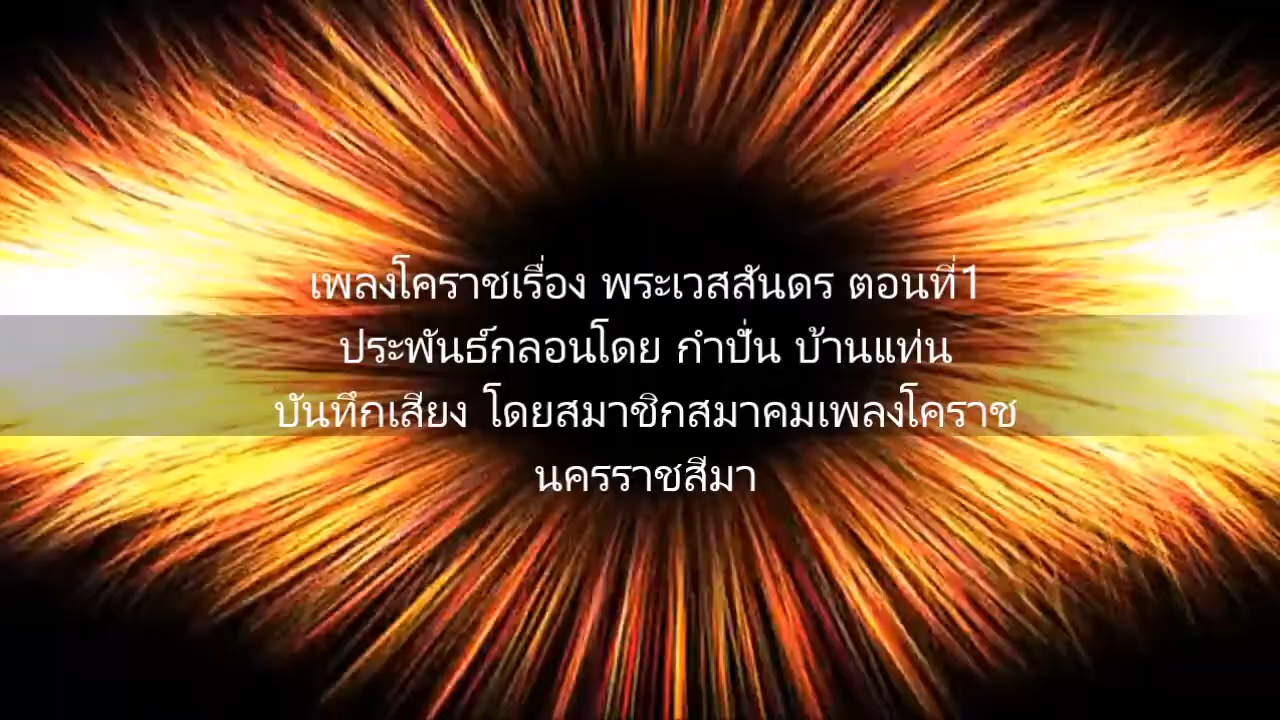 เพลงโคราชเรื่อง พระเวสสันดร ตอนที่1
ประพันธ์กลอนโดย กำปั่น บ้านแท่น
บันทึกเสียง โดยสมาชิกสมาคมเพลงโคราช
นครราชสีมา